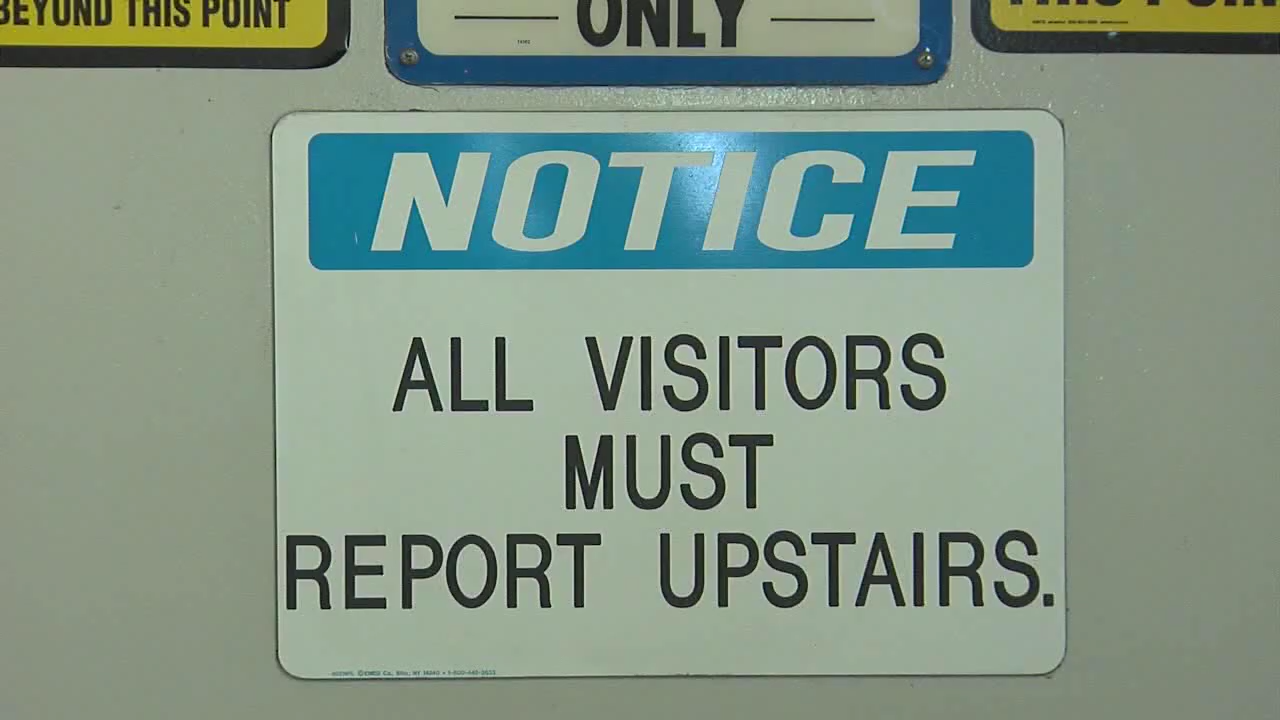 BEYOND THIS POINT
ONLY
NOTICE
ALL VISITORS
MUST
REPORT UPSTAIRS.